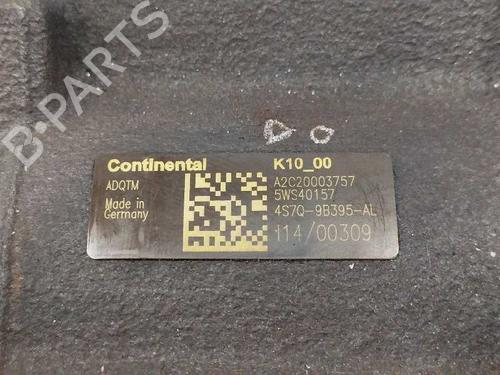 B-PARTS
D O
Continental K10_00
ADQTM A2C20003757
Made in 5WS40157
Germany 4S7Q-9B395-AL
114/00309